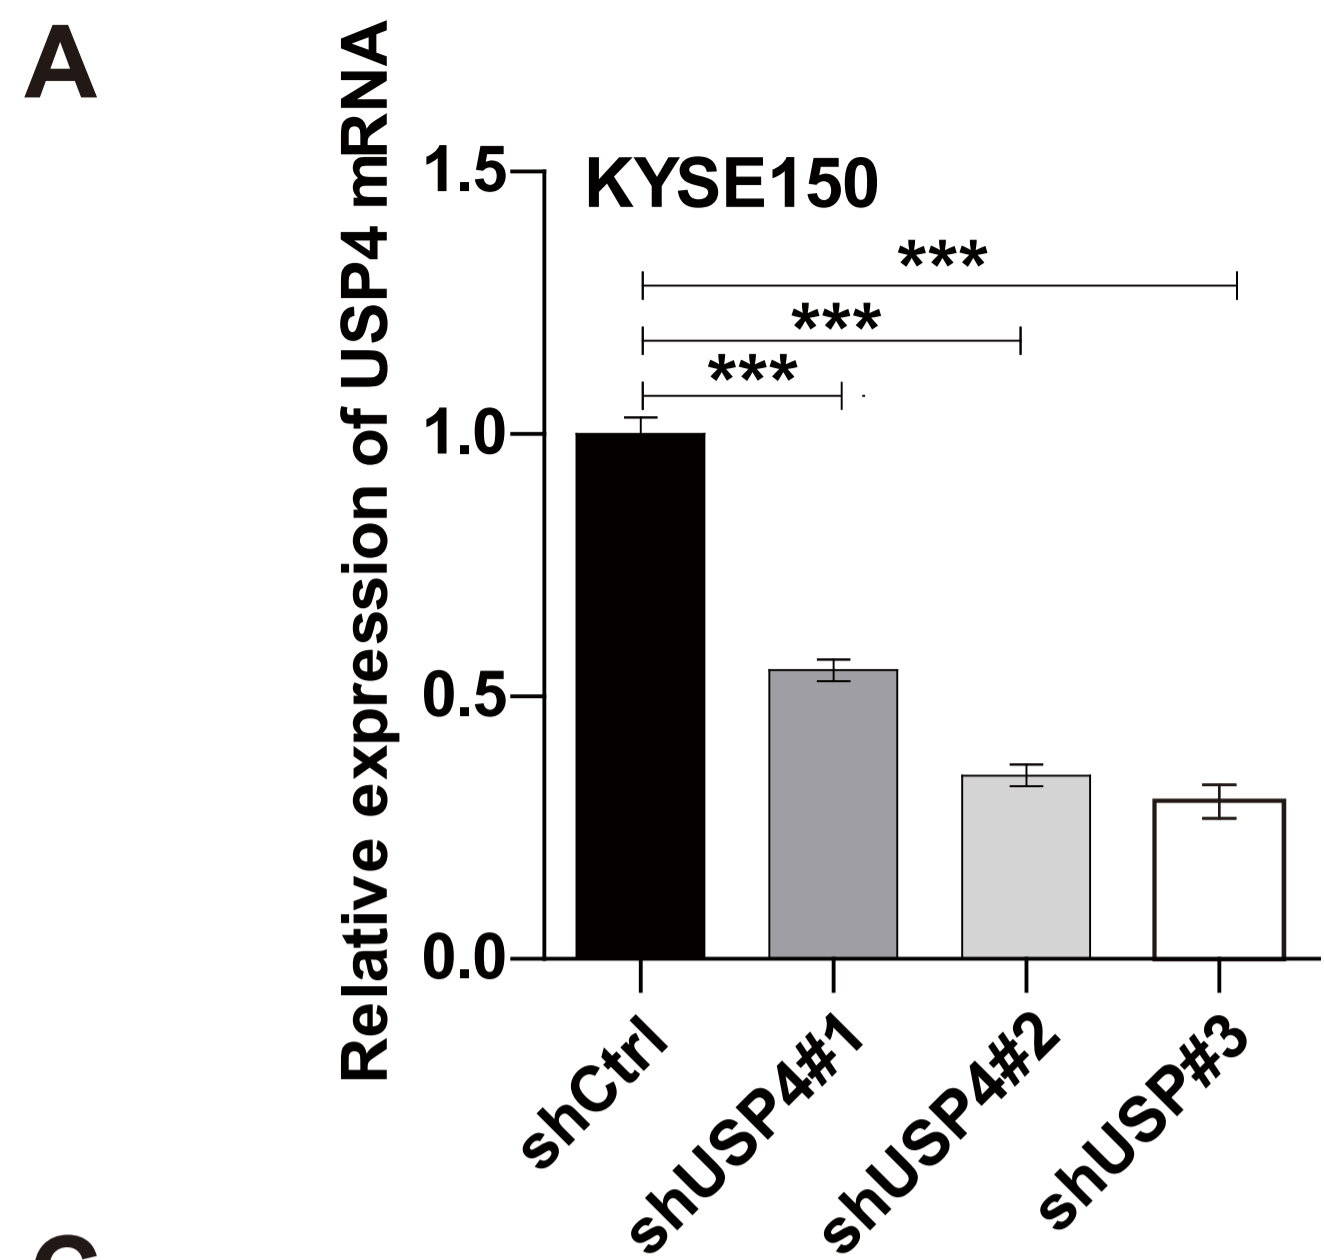 A
Relative expression of USP4 mRNA
KYSE150
1.5
1.0
0.5
0.0
***
***
***
shCtrl
shUSP4#1
shUSP4#2
shUSP#3